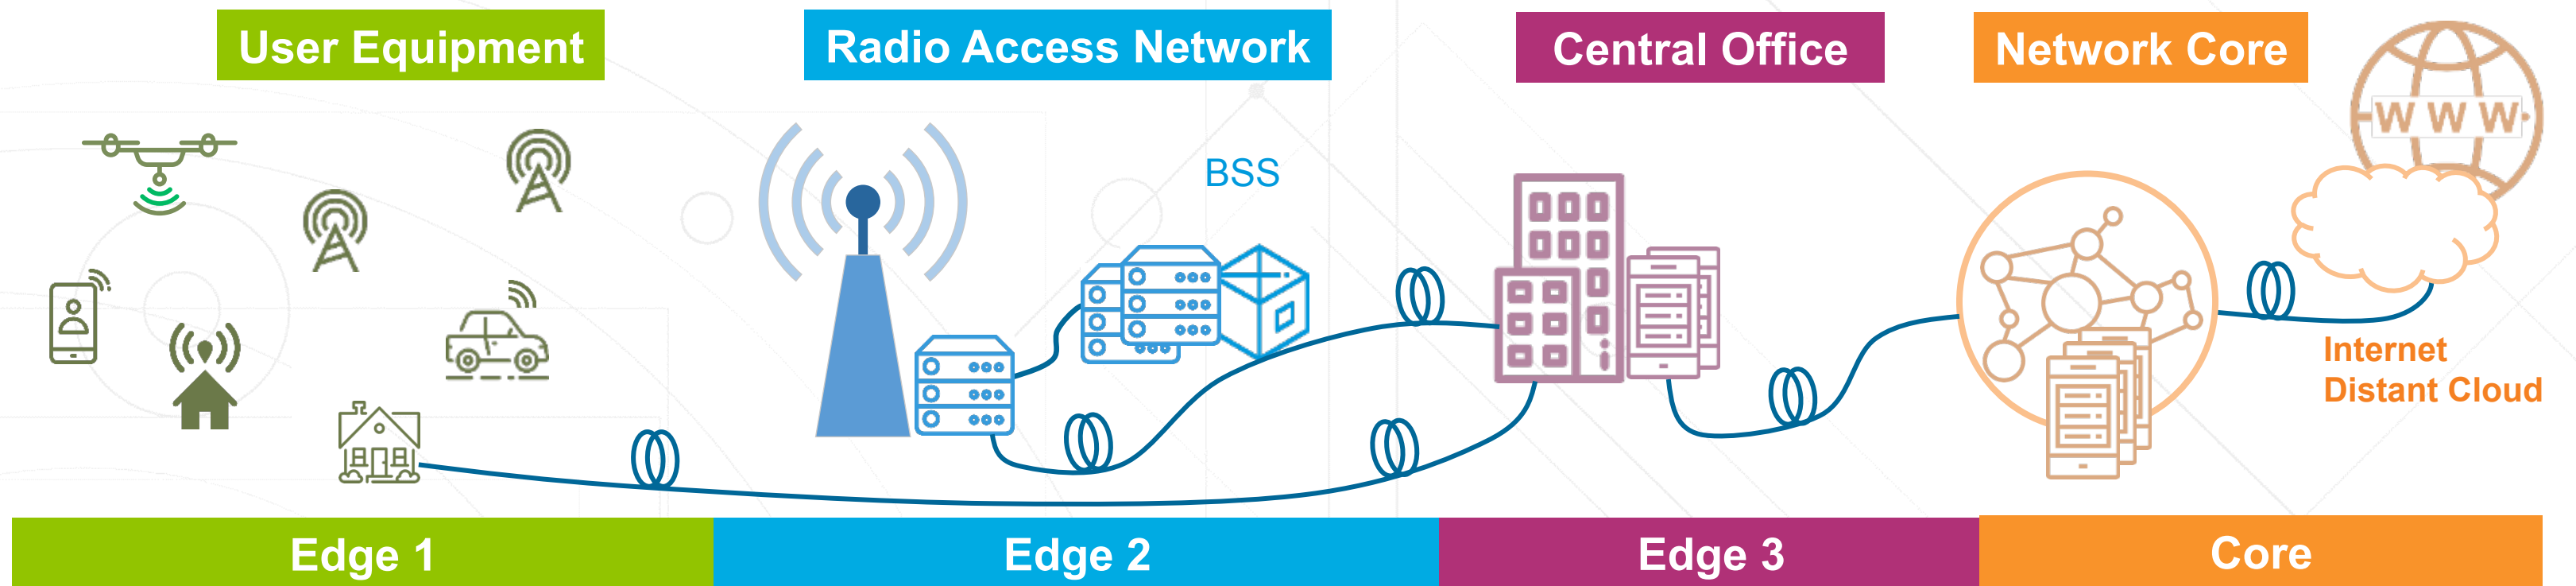 User Equipment
Radio Access Network
Central Office
Network Core
WWW
BSS
Internet
Distant Cloud
Edge 1
Edge 2
Edge 3
Core